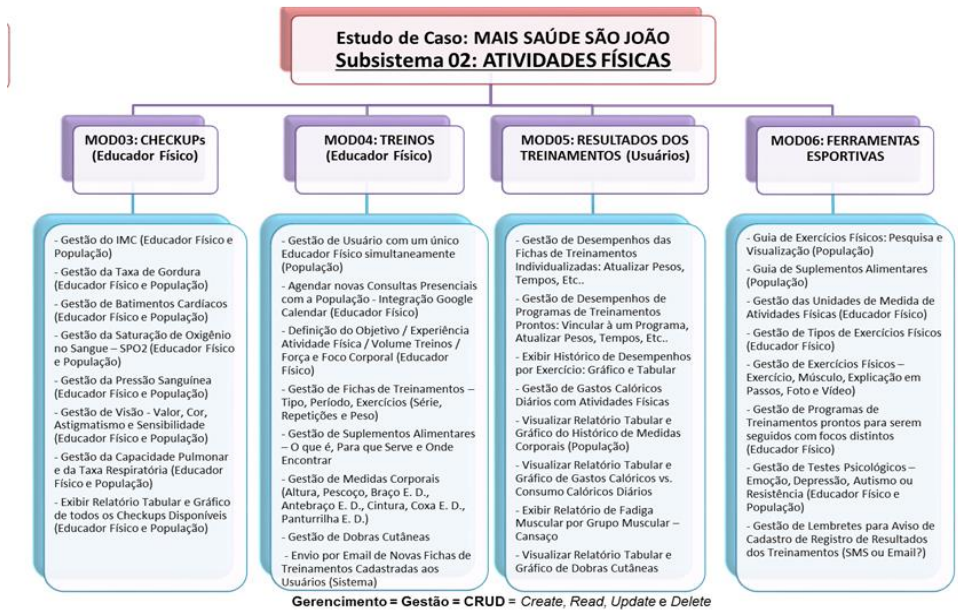 Estudo de Caso: MAIS SAÚDE SÃO JOÃO
Subsistema 02: ATIVIDADES FÍSICAS
MOD03: CHECKUPs
(Educador Físico)
- Gestão do IMC (Educador Físico e
População)
- Gestão da Taxa de Gordura
(Educador Físico e População)
- Gestão de Batimentos Cardíacos
(Educador Físico e População)
- Gestão da Saturação de Oxigênio
no Sangue – SPO2 (Educador Físico
e População)
- Gestão da Pressão Sanguínea
(Educador Físico e População)
- Gestão de Visão - Valor, Cor,
Astigmatismo e Sensibilidade
(Educador Físico e População)
- Gestão da Capacidade Pulmonar
e da Taxa Respiratória (Educador
Físico e População)
- Exibir Relatório Tabular e Gráfico
de todos os Checkups Disponíveis
(Educador Físico e População)
MOD04: TREINOS
(Educador Físico)
- Gestão de Usuário com um único
Educador Físico simultaneamente
(População)
- Agendar novas Consultas Presenciais
com a População - Integração Google
Calendar (Educador Físico)
- Definição do Objetivo / Experiência
Atividade Física / Volume Treinos /
Força e Foco Corporal (Educador
Físico)
- Gestão de Fichas de Treinamentos –
Tipo, Período, Exercícios (Série,
Repetições e Peso)
- Gestão de Suplementos Alimentares
– O que é, Para que Serve e Onde
Encontrar
- Gestão de Medidas Corporais
(Altura, Pescoço, Braço E. D.,
Antebraço E. D., Cintura, Coxa E. D.,
Panturrilha E. D.)
- Gestão de Dobras Cutâneas
- Envio por Email de Novas Fichas de
Treinamentos Cadastradas aos
Usuários (Sistema)
MOD05: RESULTADOS DOS
TREINAMENTOS (Usuários)
- Gestão de Desempenhos das
Fichas de Treinamentos
Individualizadas: Atualizar Pesos,
Tempos, Etc..
- Gestão de Desempenhos de
Programas de Treinamentos
Prontos: Vincular à um Programa,
Atualizar Pesos, Tempos, Etc..
- Exibir Histórico de Desempenhos
por Exercício: Gráfico e Tabular
- Gestão de Gastos Calóricos
Diários com Atividades Físicas
- Visualizar Relatório Tabular e
Gráfico do Histórico de Medidas
Corporais (População)
- Visualizar Relatório Tabular e
Gráfico de Gastos Calóricos vs.
Consumo Calóricos Diários
- Exibir Relatório de Fadiga
Muscular por Grupo Muscular –
Cansaço
- Visualizar Relatório Tabular e
Gráfico de Dobras Cutâneas
MOD06: FERRAMENTAS
ESPORTIVAS
- Guia de Exercícios Físicos: Pesquisa e
Visualização (População)
- Guia de Suplementos Alimentares
(População)
- Gestão das Unidades de Medida de
Atividades Físicas (Educador Físico)
- Gestão de Tipos de Exercícios Físicos
(Educador Físico)
- Gestão de Exercícios Físicos –
Exercício, Músculo, Explicação em
Passos, Foto e Vídeo)
- Gestão de Programas de
Treinamentos prontos para serem
seguidos com focos distintos
(Educador Físico)
- Gestão de Testes Psicológicos –
Emoção, Depressão, Autismo ou
Resistência (Educador Físico e
População)
- Gestão de Lembretes para Aviso de
Cadastro de Registro de Resultados
dos Treinamentos (SMS ou Email?)
Gerencimento = Gestão = CRUD = Create, Read, Update e Delete